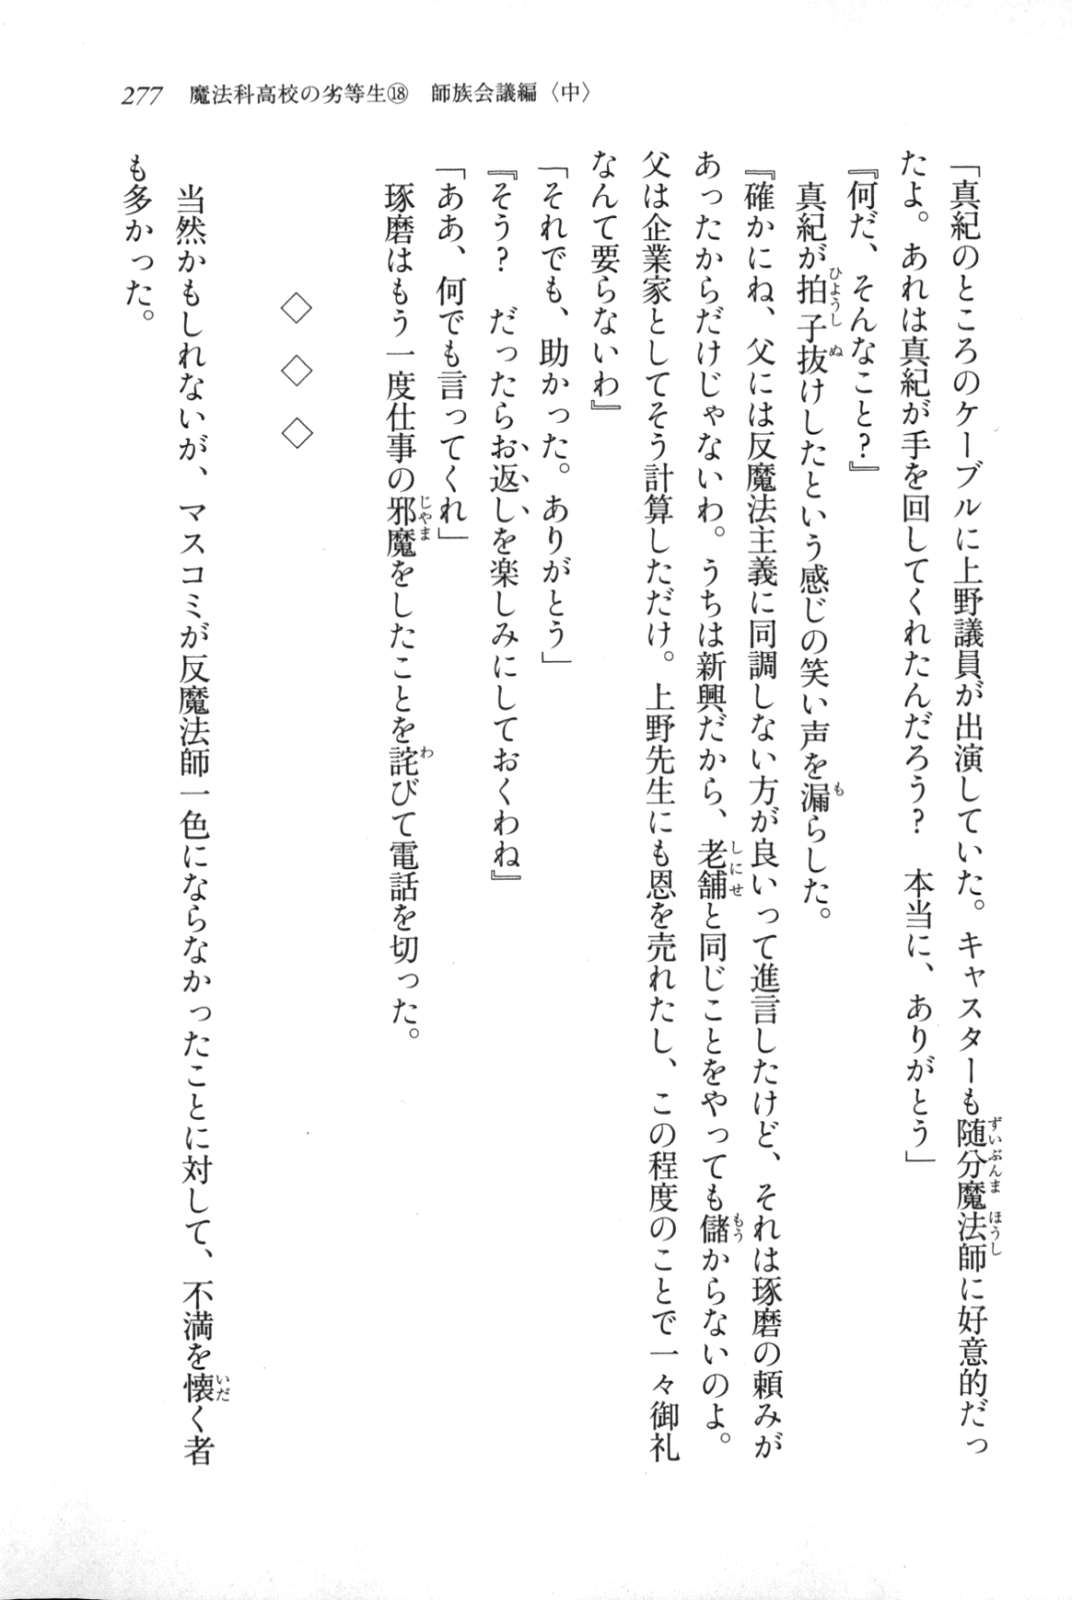 277　魔法科高校の劣等生⑱　師族会議編〈中〉
「真紀のところのケーブルに上野議員が出演していた。キャスターも随分魔法師に好意的だっ
たよ。あれは真紀が手を回してくれたんだろう？　本当に、ありがとう」
『何だ、そんなこと？』
　真紀が拍子抜けしたという感じの笑い声を漏らした。
『確かにね、父には反魔法主義に同調しない方が良いって進言したけど、それは琢磨の頼みが
あったからだけじゃないわ。うちは新興だから、老舗と同じことをやっても儲からないのよ。
父は企業家としてそう計算しただけ。上野先生にも恩を売れたし、この程度のことで一々御礼
なんて要らないわ』
「それでも、助かった。ありがとう」
『そう？　だったらお返しを楽しみにしておくわね』
「ああ、何でも言ってくれ」
　琢磨はもう一度仕事の邪魔をしたことを詫びて電話を切った。
◇　◇　◇
　当然かもしれないが、マスコミが反魔法師一色にならなかったことに対して、不満を懐く者
も多かった。